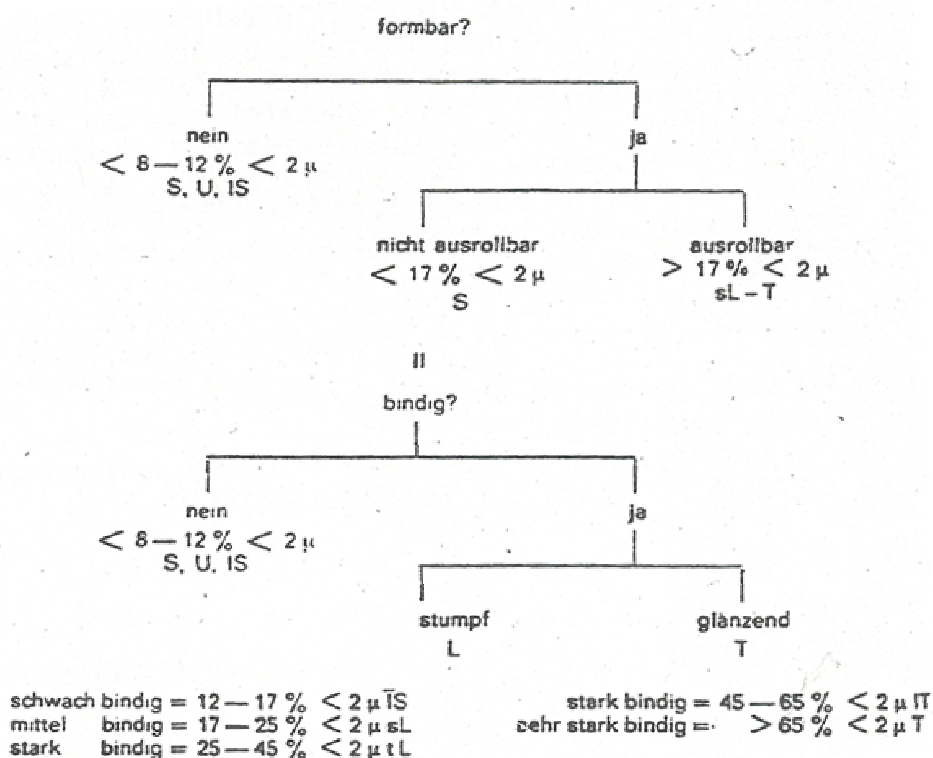 formbar?
nein
< 8 — 12 % < 2 µ
S, U, lS
ja
nicht ausrollbar
< 17 % < 2 µ
S
ausrollbar
> 17 % < 2 µ
sL – T
II
bindig?
nein
< 8 — 12 % < 2 µ
S, U, lS
ja
stumpf
L
glänzend
T
schwach bindig = 12 — 17 % < 2 µ l̅S
mittel bindig = 17 — 25 % < 2 µ sL
stark bindig = 25 — 45 % < 2 µ t L
stark bindig = 45 — 65 % < 2 µ lT
sehr stark bindig = > 65 % < 2 µ T